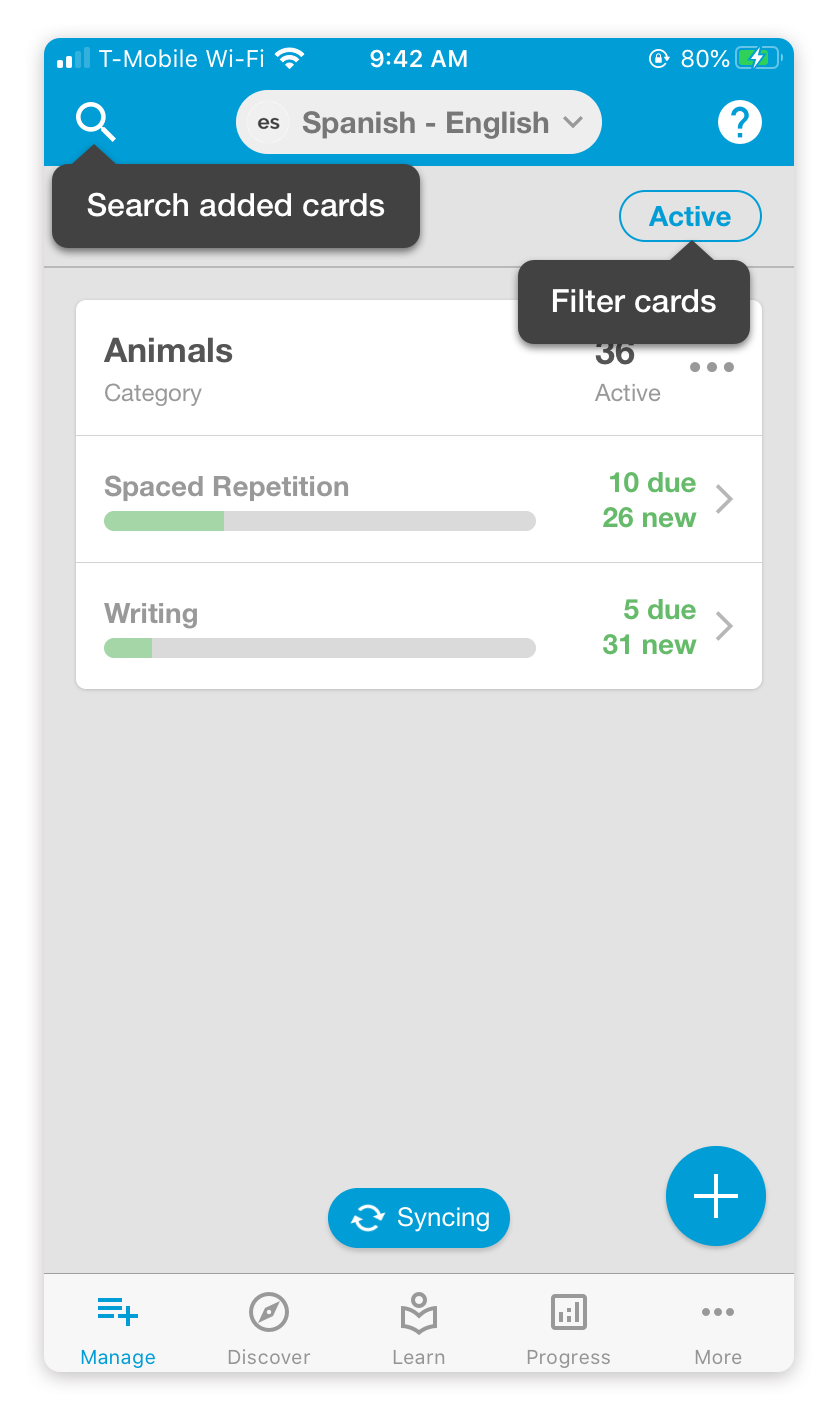 T-Mobile Wi-Fi 9:42 AM 80%
es Spanish - English ?
Search added cards
Active
Filter cards
Animals 36
Category Active
Spaced Repetition 10 due
26 new
Writing 5 due
31 new
Syncing
Manage Discover Learn Progress More